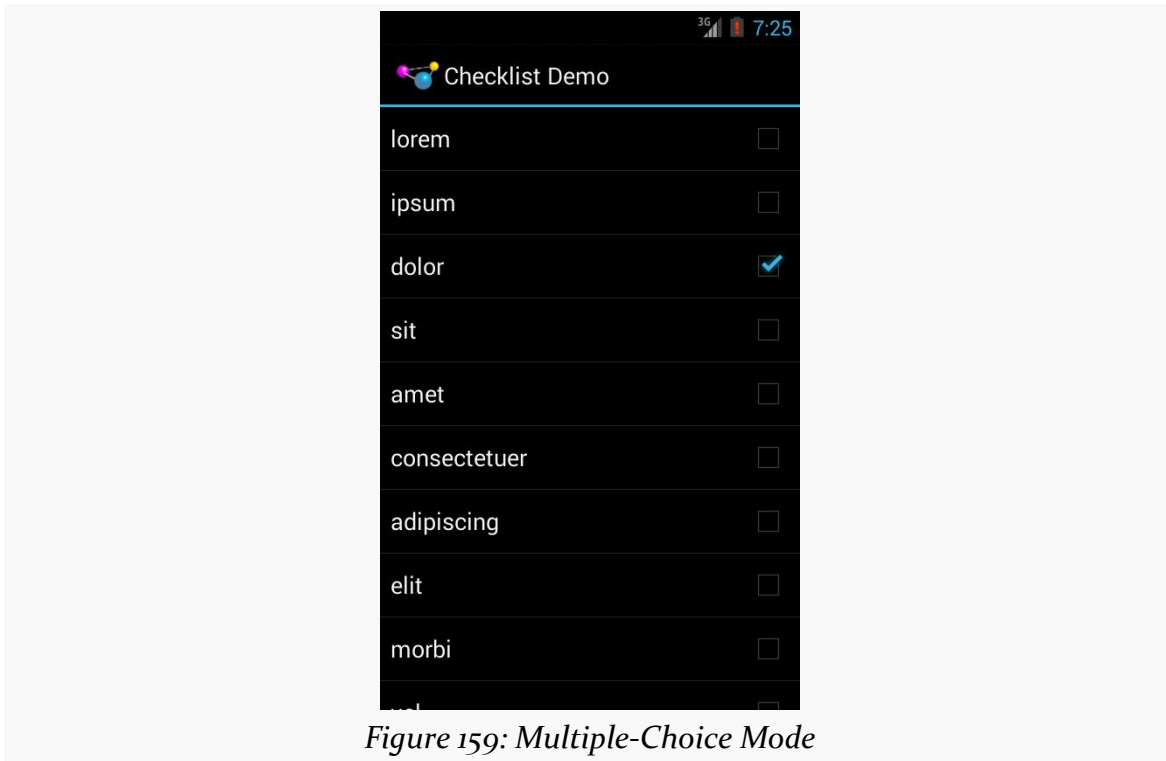 3G 7:25
Checklist Demo
lorem
ipsum
dolor
sit
amet
consectetuer
adipiscing
elit
morbi
Figure 159: Multiple-Choice Mode